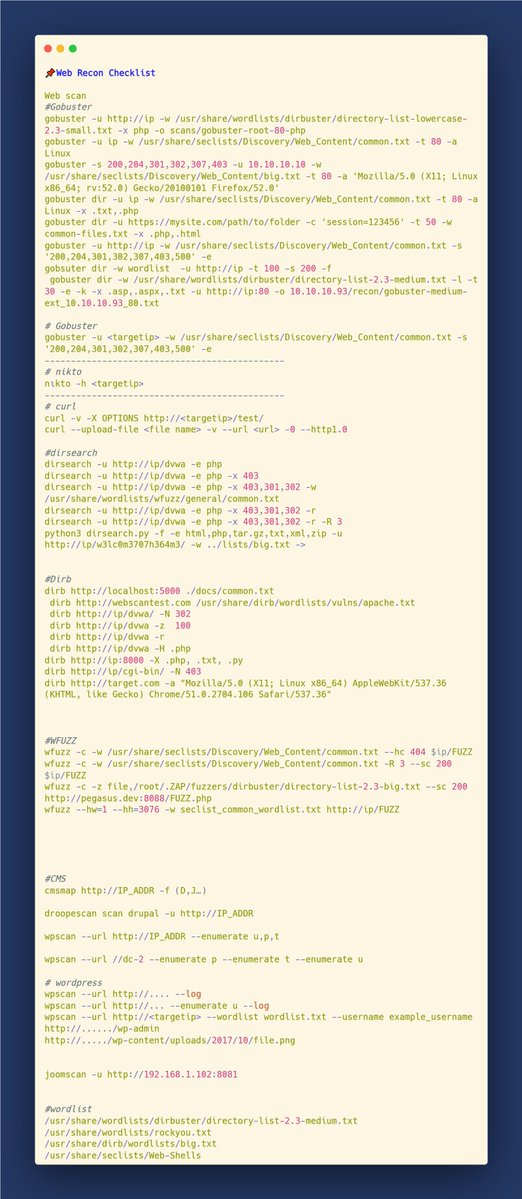 📌Web Recon Checklist
Web scan
#Gobuster
gobuster -u http://ip -w /usr/share/wordlists/dirbuster/directory-list-lowercase-
2.3-small.txt -x php -o scans/gobuster-root-80-php
gobuster -u ip -w /usr/share/seclists/Discovery/Web_Content/common.txt -t 80 -a
Linux
gobuster -s 200,204,301,302,307,403 -u 10.10.10.10 -w
/usr/share/seclists/Discovery/Web_Content/big.txt -t 80 -a 'Mozilla/5.0 (X11; Linux
x86_64; rv:52.0) Gecko/20100101 Firefox/52.0'
gobuster dir -u ip -w /usr/share/seclists/Discovery/Web_Content/common.txt -t 80 -a
Linux -x .txt,.php
gobuster dir -u https://mysite.com/path/to/folder -c 'session=123456' -t 50 -w
common-files.txt -x .php,.html
gobuster -u http://ip -w /usr/share/seclists/Discovery/Web_Content/common.txt -s
'200,204,301,302,307,403,500' -e
gobsuter dir -w wordlist  -u http://ip -t 100 -s 200 -f
 gobuster dir -w /usr/share/wordlists/dirbuster/directory-list-2.3-medium.txt -l -t
30 -e -k -x .asp,.aspx,.txt -u http://ip:80 -o 10.10.10.93/recon/gobuster-medium-
ext_10.10.10.93_80.txt
# Gobuster
gobuster -u <targetip> -w /usr/share/seclists/Discovery/Web_Content/common.txt -s
'200,204,301,302,307,403,500' -e
----------------------------------------------
# nikto
nikto -h <targetip>
----------------------------------------------
# curl
curl -v -X OPTIONS http://<targetip>/test/
curl --upload-file <file name> -v --url <url> -0 --http1.0
#dirsearch
dirsearch -u http://ip/dvwa -e php
dirsearch -u http://ip/dvwa -e php -x 403
dirsearch -u http://ip/dvwa -e php -x 403,301,302 -w
/usr/share/wordlists/wfuzz/general/common.txt
dirsearch -u http://ip/dvwa -e php -x 403,301,302 -r
dirsearch -u http://ip/dvwa -e php -x 403,301,302 -r -R 3
python3 dirsearch.py -f -e html,php,tar.gz,txt,xml,zip -u
http://ip/w3lc0m3707h364m3/ -w ../lists/big.txt ->
#Dirb
dirb http://localhost:5000 ./docs/common.txt
 dirb http://webscantest.com /usr/share/dirb/wordlists/vulns/apache.txt
 dirb http://ip/dvwa/ -N 302
 dirb http://ip/dvwa -z  100
 dirb http://ip/dvwa -r
 dirb http://ip/dvwa -H .php
dirb http://ip:8000 -X .php, .txt, .py
dirb http://ip/cgi-bin/ -N 403
dirb http://target.com -a "Mozilla/5.0 (X11; Linux x86_64) AppleWebKit/537.36
(KHTML, like Gecko) Chrome/51.0.2704.106 Safari/537.36"
#WFUZZ
wfuzz -c -w /usr/share/seclists/Discovery/Web_Content/common.txt --hc 404 $ip/FUZZ
wfuzz -c -w /usr/share/seclists/Discovery/Web_Content/common.txt -R 3 --sc 200
$ip/FUZZ
wfuzz -c -z file,/root/.ZAP/fuzzers/dirbuster/directory-list-2.3-big.txt --sc 200
http://pegasus.dev:8088/FUZZ.php
wfuzz --hw=1 --hh=3076 -w seclist_common_wordlist.txt http://ip/FUZZ
#CMS
cmsmap http://IP_ADDR -f (D,J…)
droopescan scan drupal -u http://IP_ADDR
wpscan --url http://IP_ADDR --enumerate u,p,t
wpscan --url //dc-2 --enumerate p --enumerate t --enumerate u
# wordpress
wpscan --url http://.... --log
wpscan --url http://... --enumerate u --log
wpscan --url http://<targetip> --wordlist wordlist.txt --username example_username
http://....../wp-admin
http://...../wp-content/uploads/2017/10/file.png
joomscan -u http://192.168.1.102:8081
#wordlist
/usr/share/wordlists/dirbuster/directory-list-2.3-medium.txt
/usr/share/wordlists/rockyou.txt
/usr/share/dirb/wordlists/big.txt
/usr/share/seclists/Web-Shells